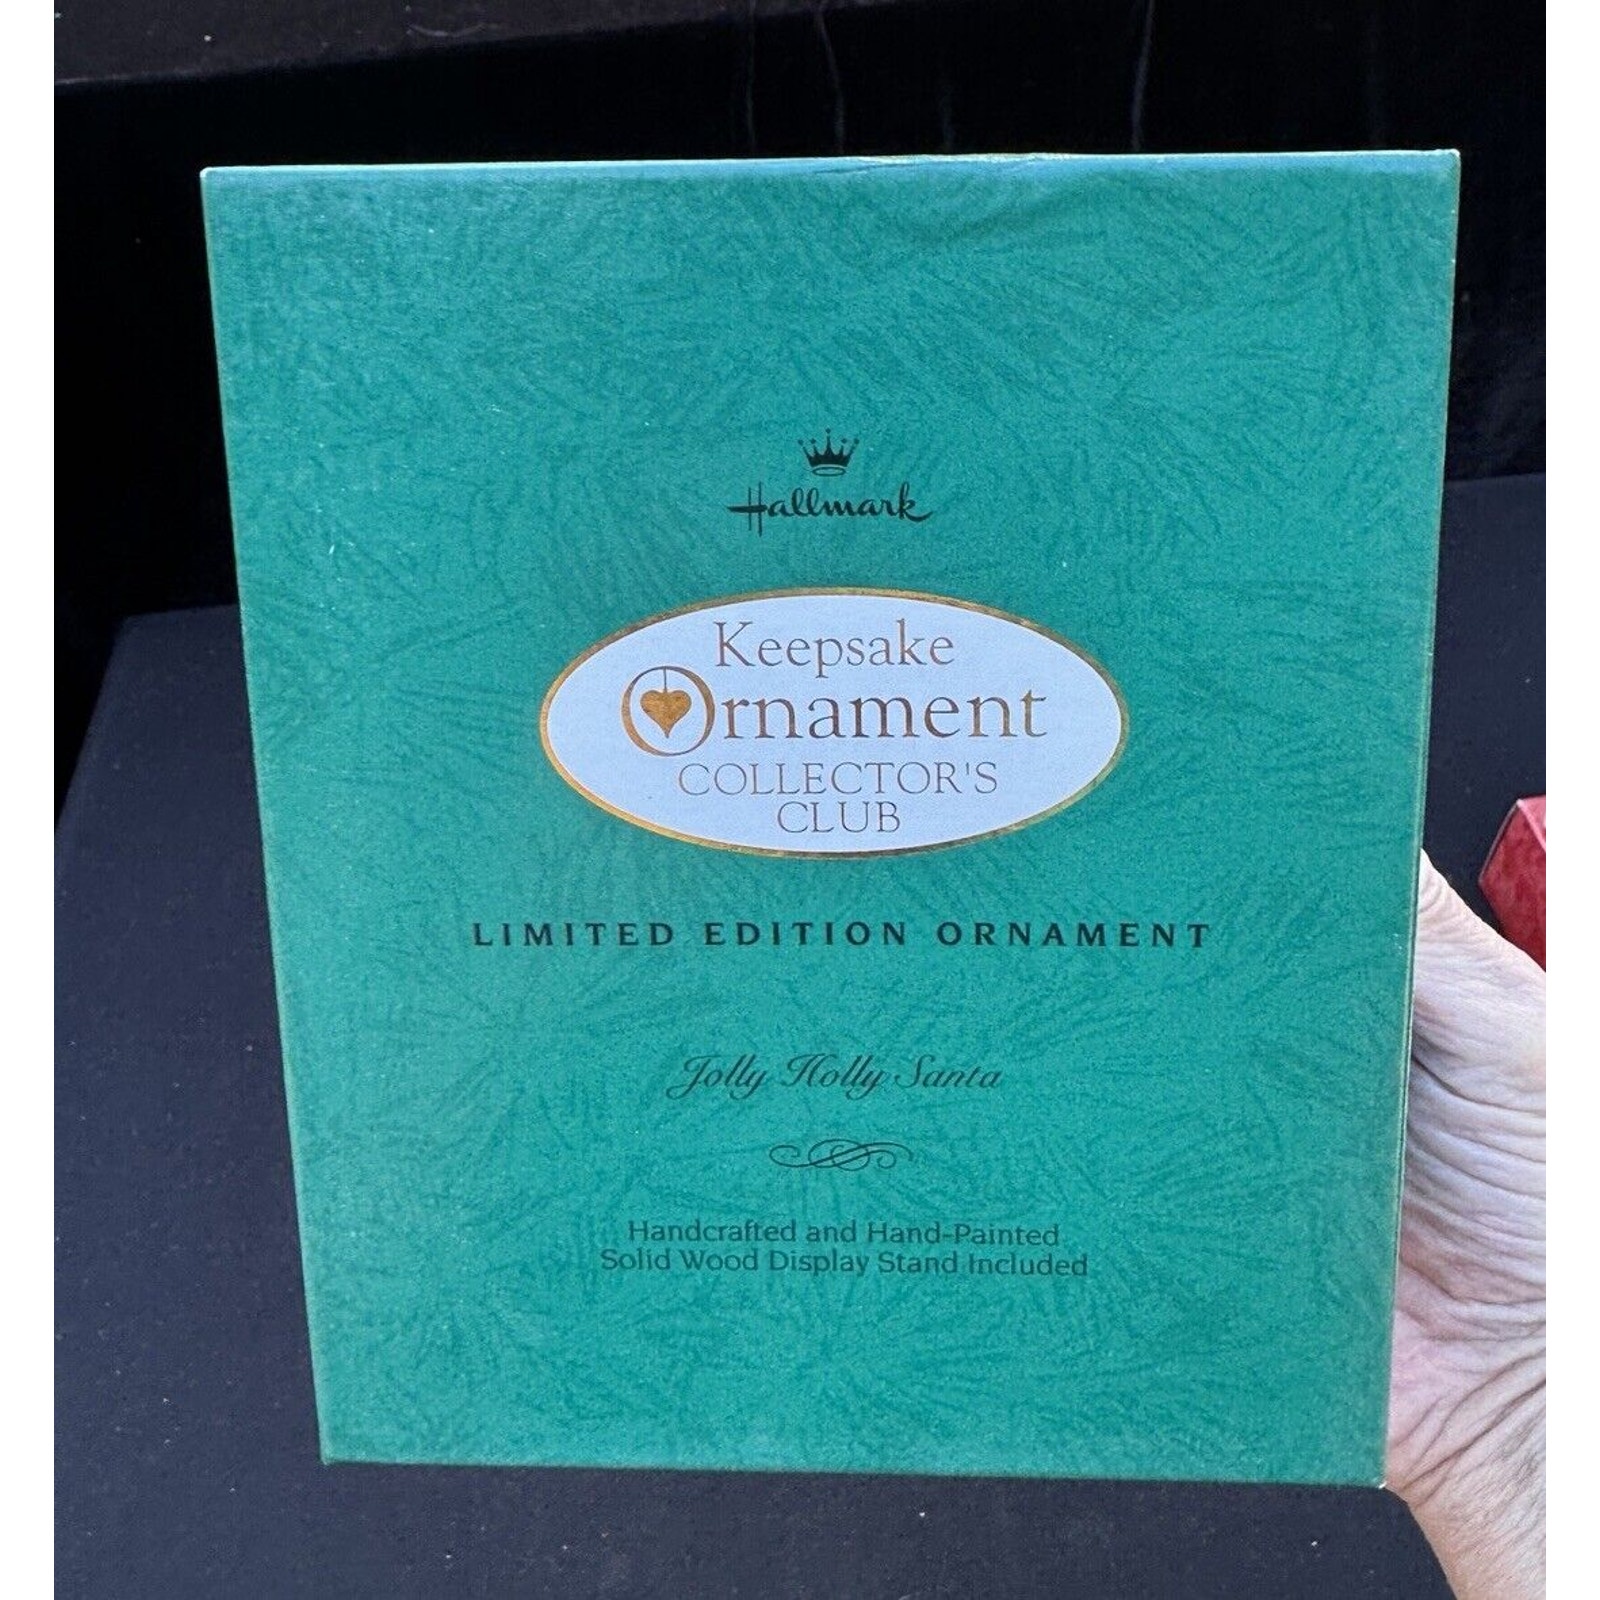 Hallmark
Keepsake
Ornament
COLLECTOR'S
CLUB
LIMITED EDITION ORNAMENT
Jolly Holly Santa
Handcrafted and Hand-Painted
Solid Wood Display Stand Included